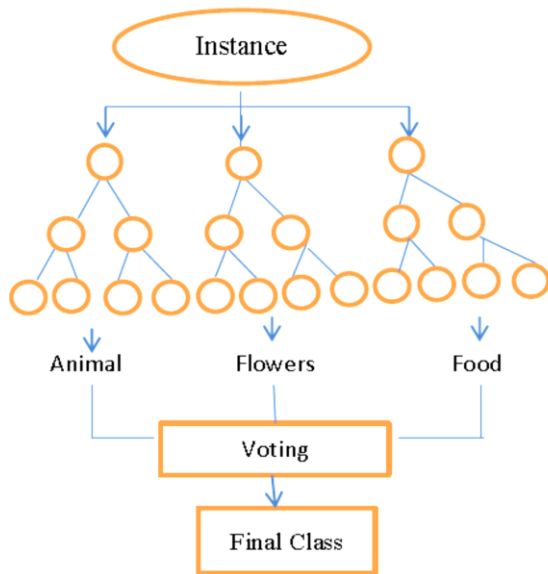 Instance
Animal
Flowers
Food
Voting
Final Class